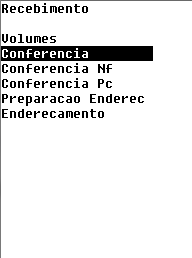 Recebimento
Volumes
Conferencia
Conferencia Nf
Conferencia Pc
Preparacao Enderec
Enderecamento